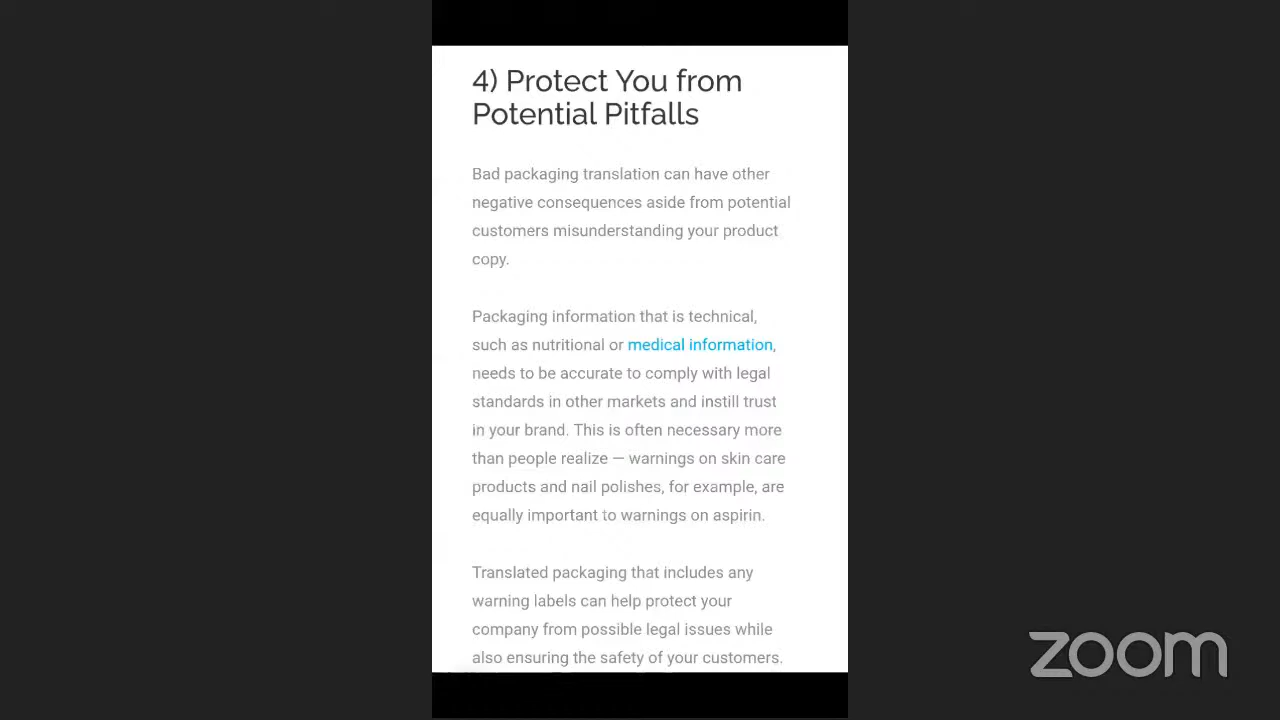 4) Protect You from
Potential Pitfalls
Bad packaging translation can have other
negative consequences aside from potential
customers misunderstanding your product
copy.
Packaging information that is technical,
such as nutritional or medical information,
needs to be accurate to comply with legal
standards in other markets and instill trust
in your brand. This is often necessary more
than people realize — warnings on skin care
products and nail polishes, for example, are
equally important to warnings on aspirin.
Translated packaging that includes any
warning labels can help protect your
company from possible legal issues while
also ensuring the safety of your customers.
zoom